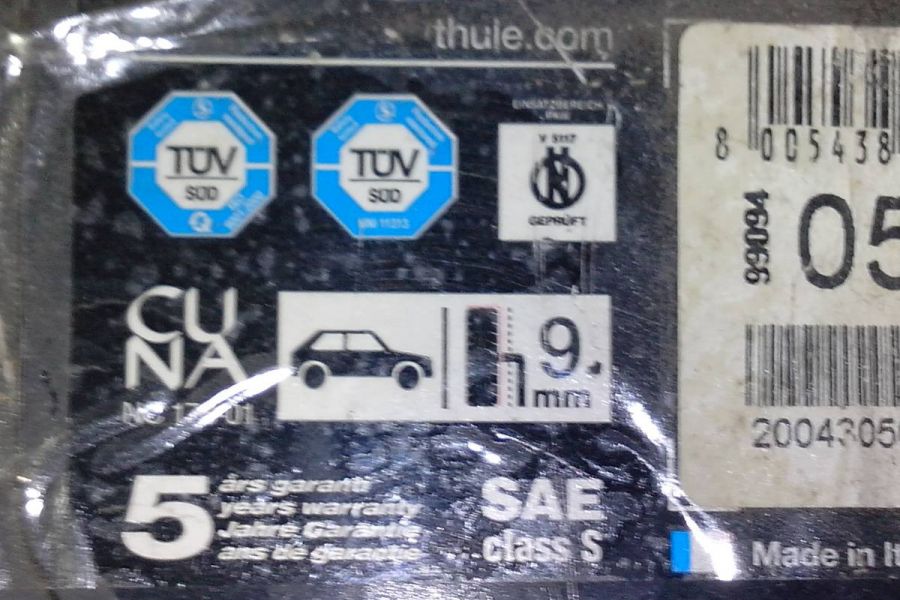 thule.com
TÜV
SÜD
TÜV
SÜD
EINSATZBEREICH
V 5117
GEPRÜFT
CU
NA
9
mm
5
års garanti
years warranty
Jahre Garantie
ans de garantie
SAE
class S
8 005438
99094
05
2004305
Made in It